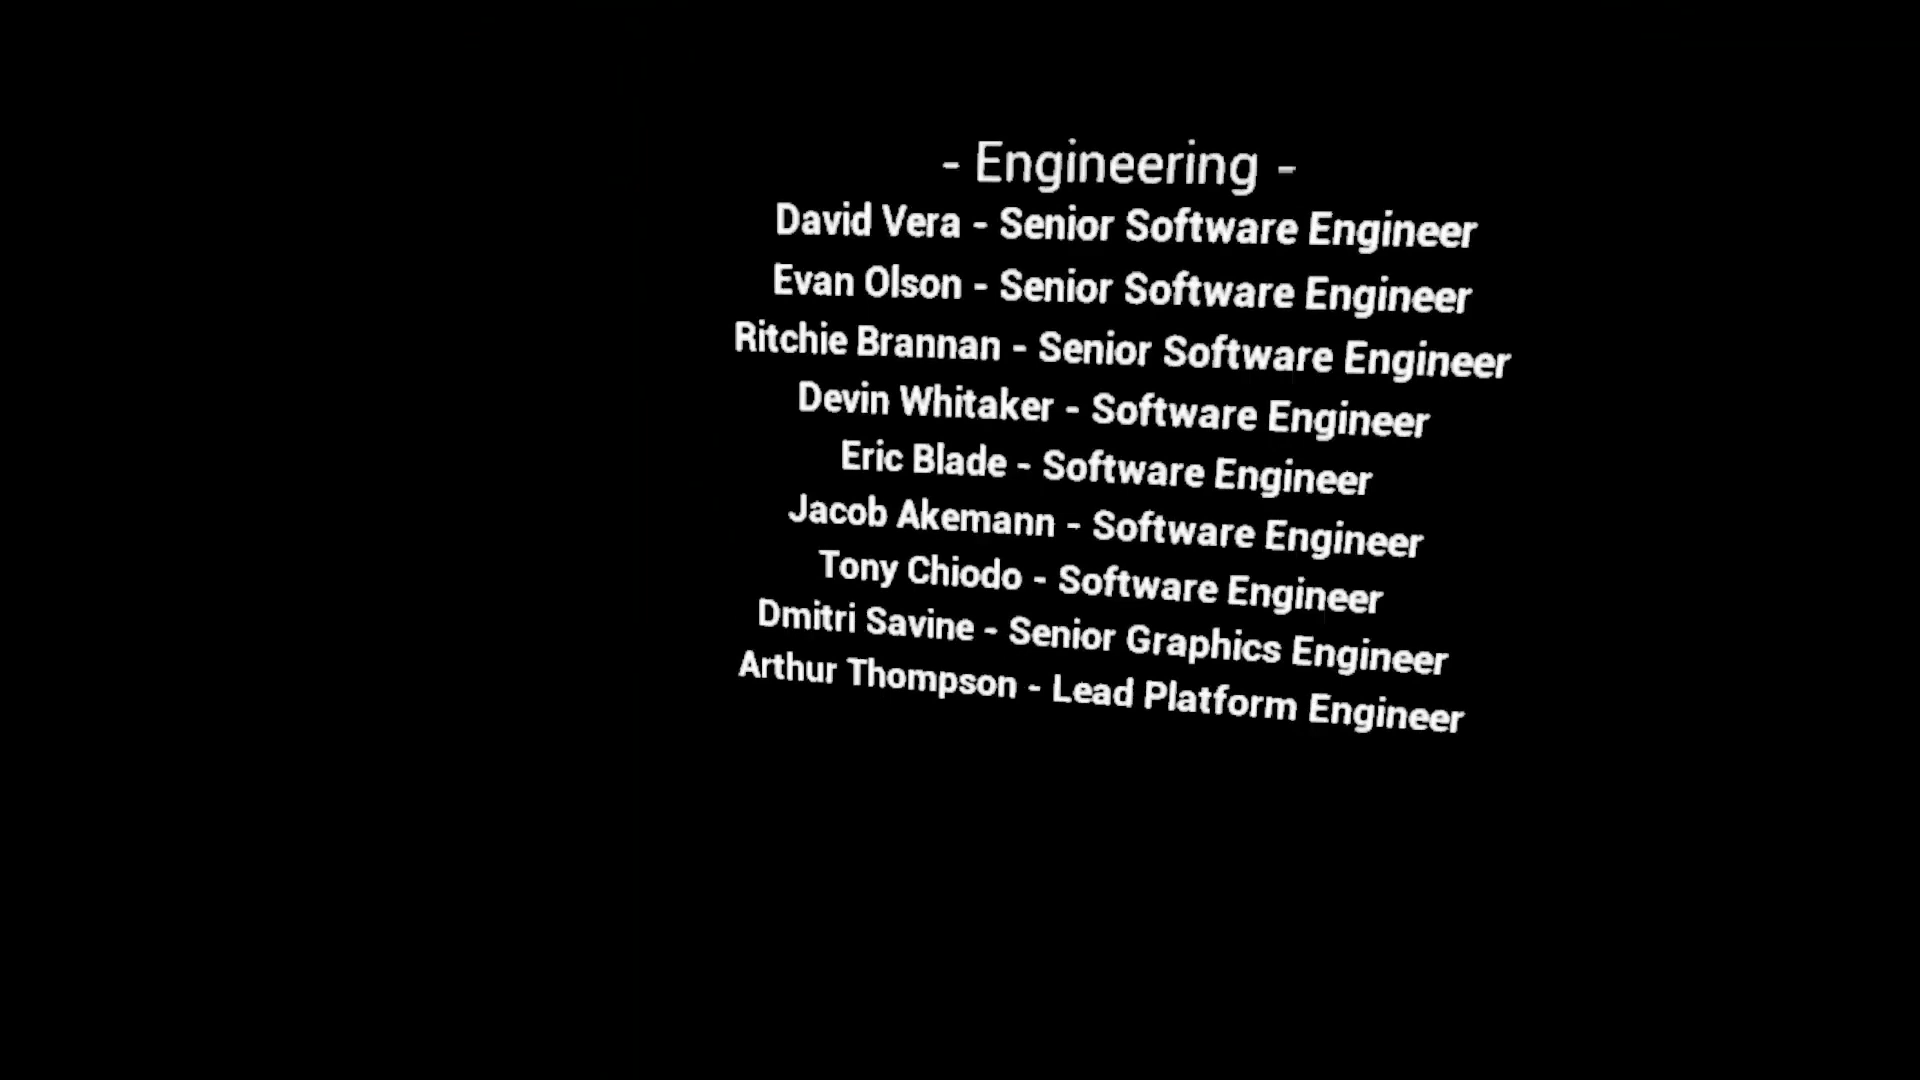 - Engineering -
David Vera - Senior Software Engineer
Evan Olson - Senior Software Engineer
Ritchie Brannan - Senior Software Engineer
Devin Whitaker - Software Engineer
Eric Blade - Software Engineer
Jacob Akemann - Software Engineer
Tony Chiodo - Software Engineer
Dmitri Savine - Senior Graphics Engineer
Arthur Thompson - Lead Platform Engineer